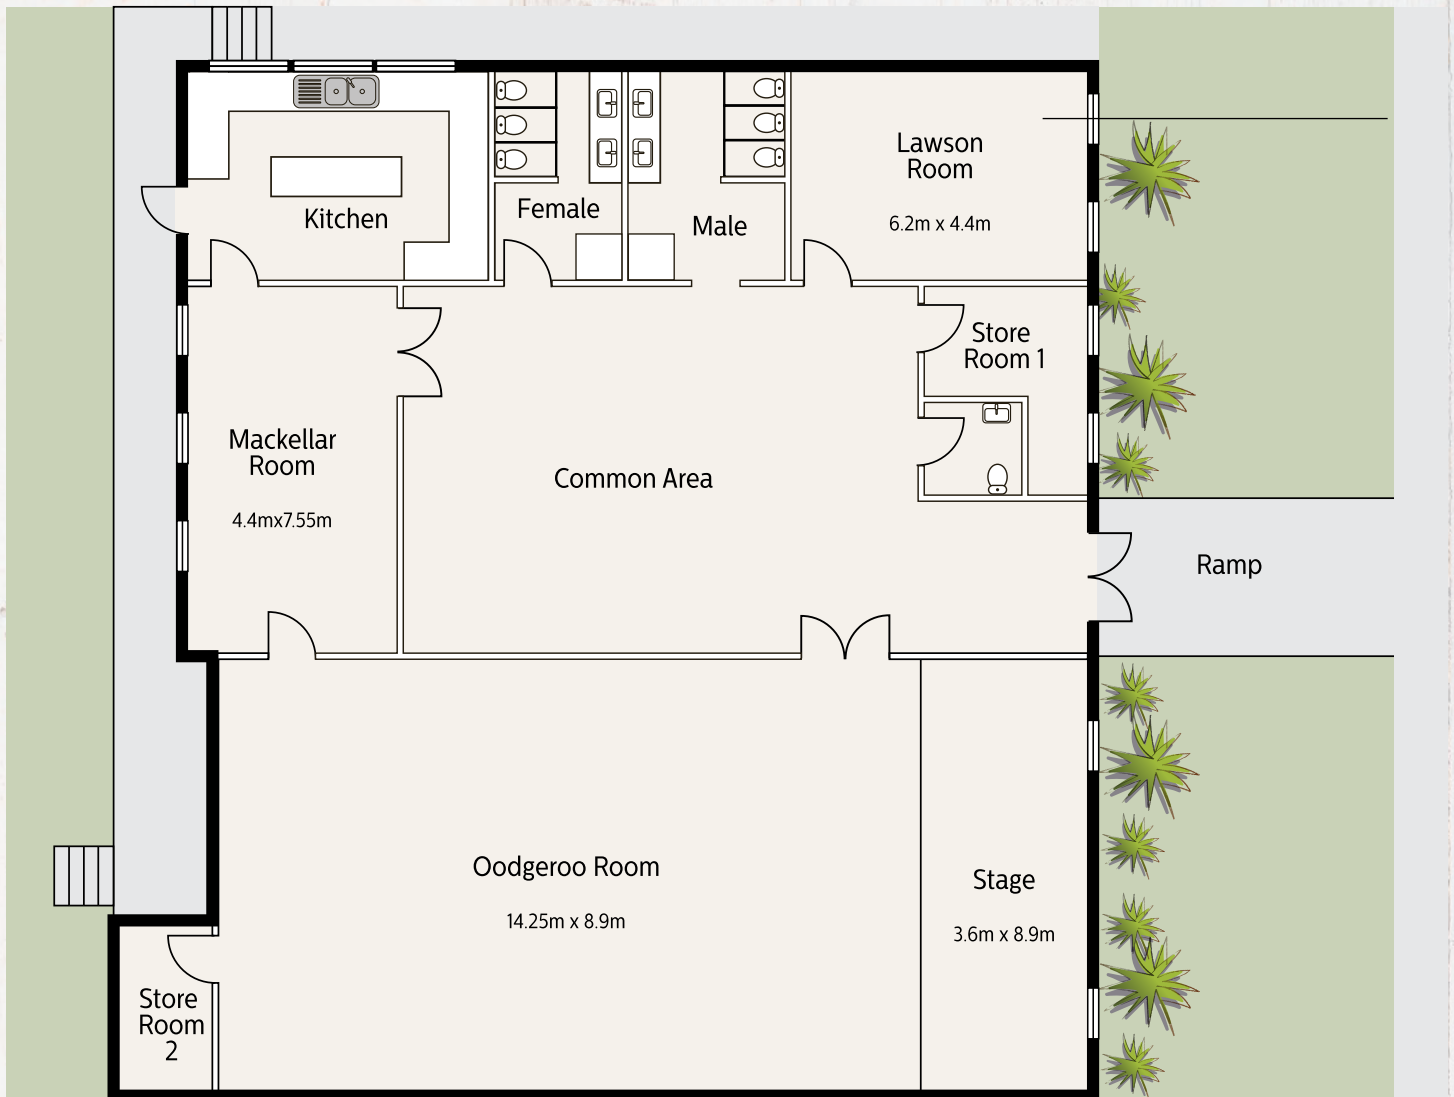 Lawson
Room
6.2m x 4.4m
Kitchen
Female
Male
Store
Room 1
Mackellar
Room
4.4mx7.55m
Common Area
Ramp
Oodgeroo Room
14.25m x 8.9m
Stage
3.6m x 8.9m
Store
Room
2